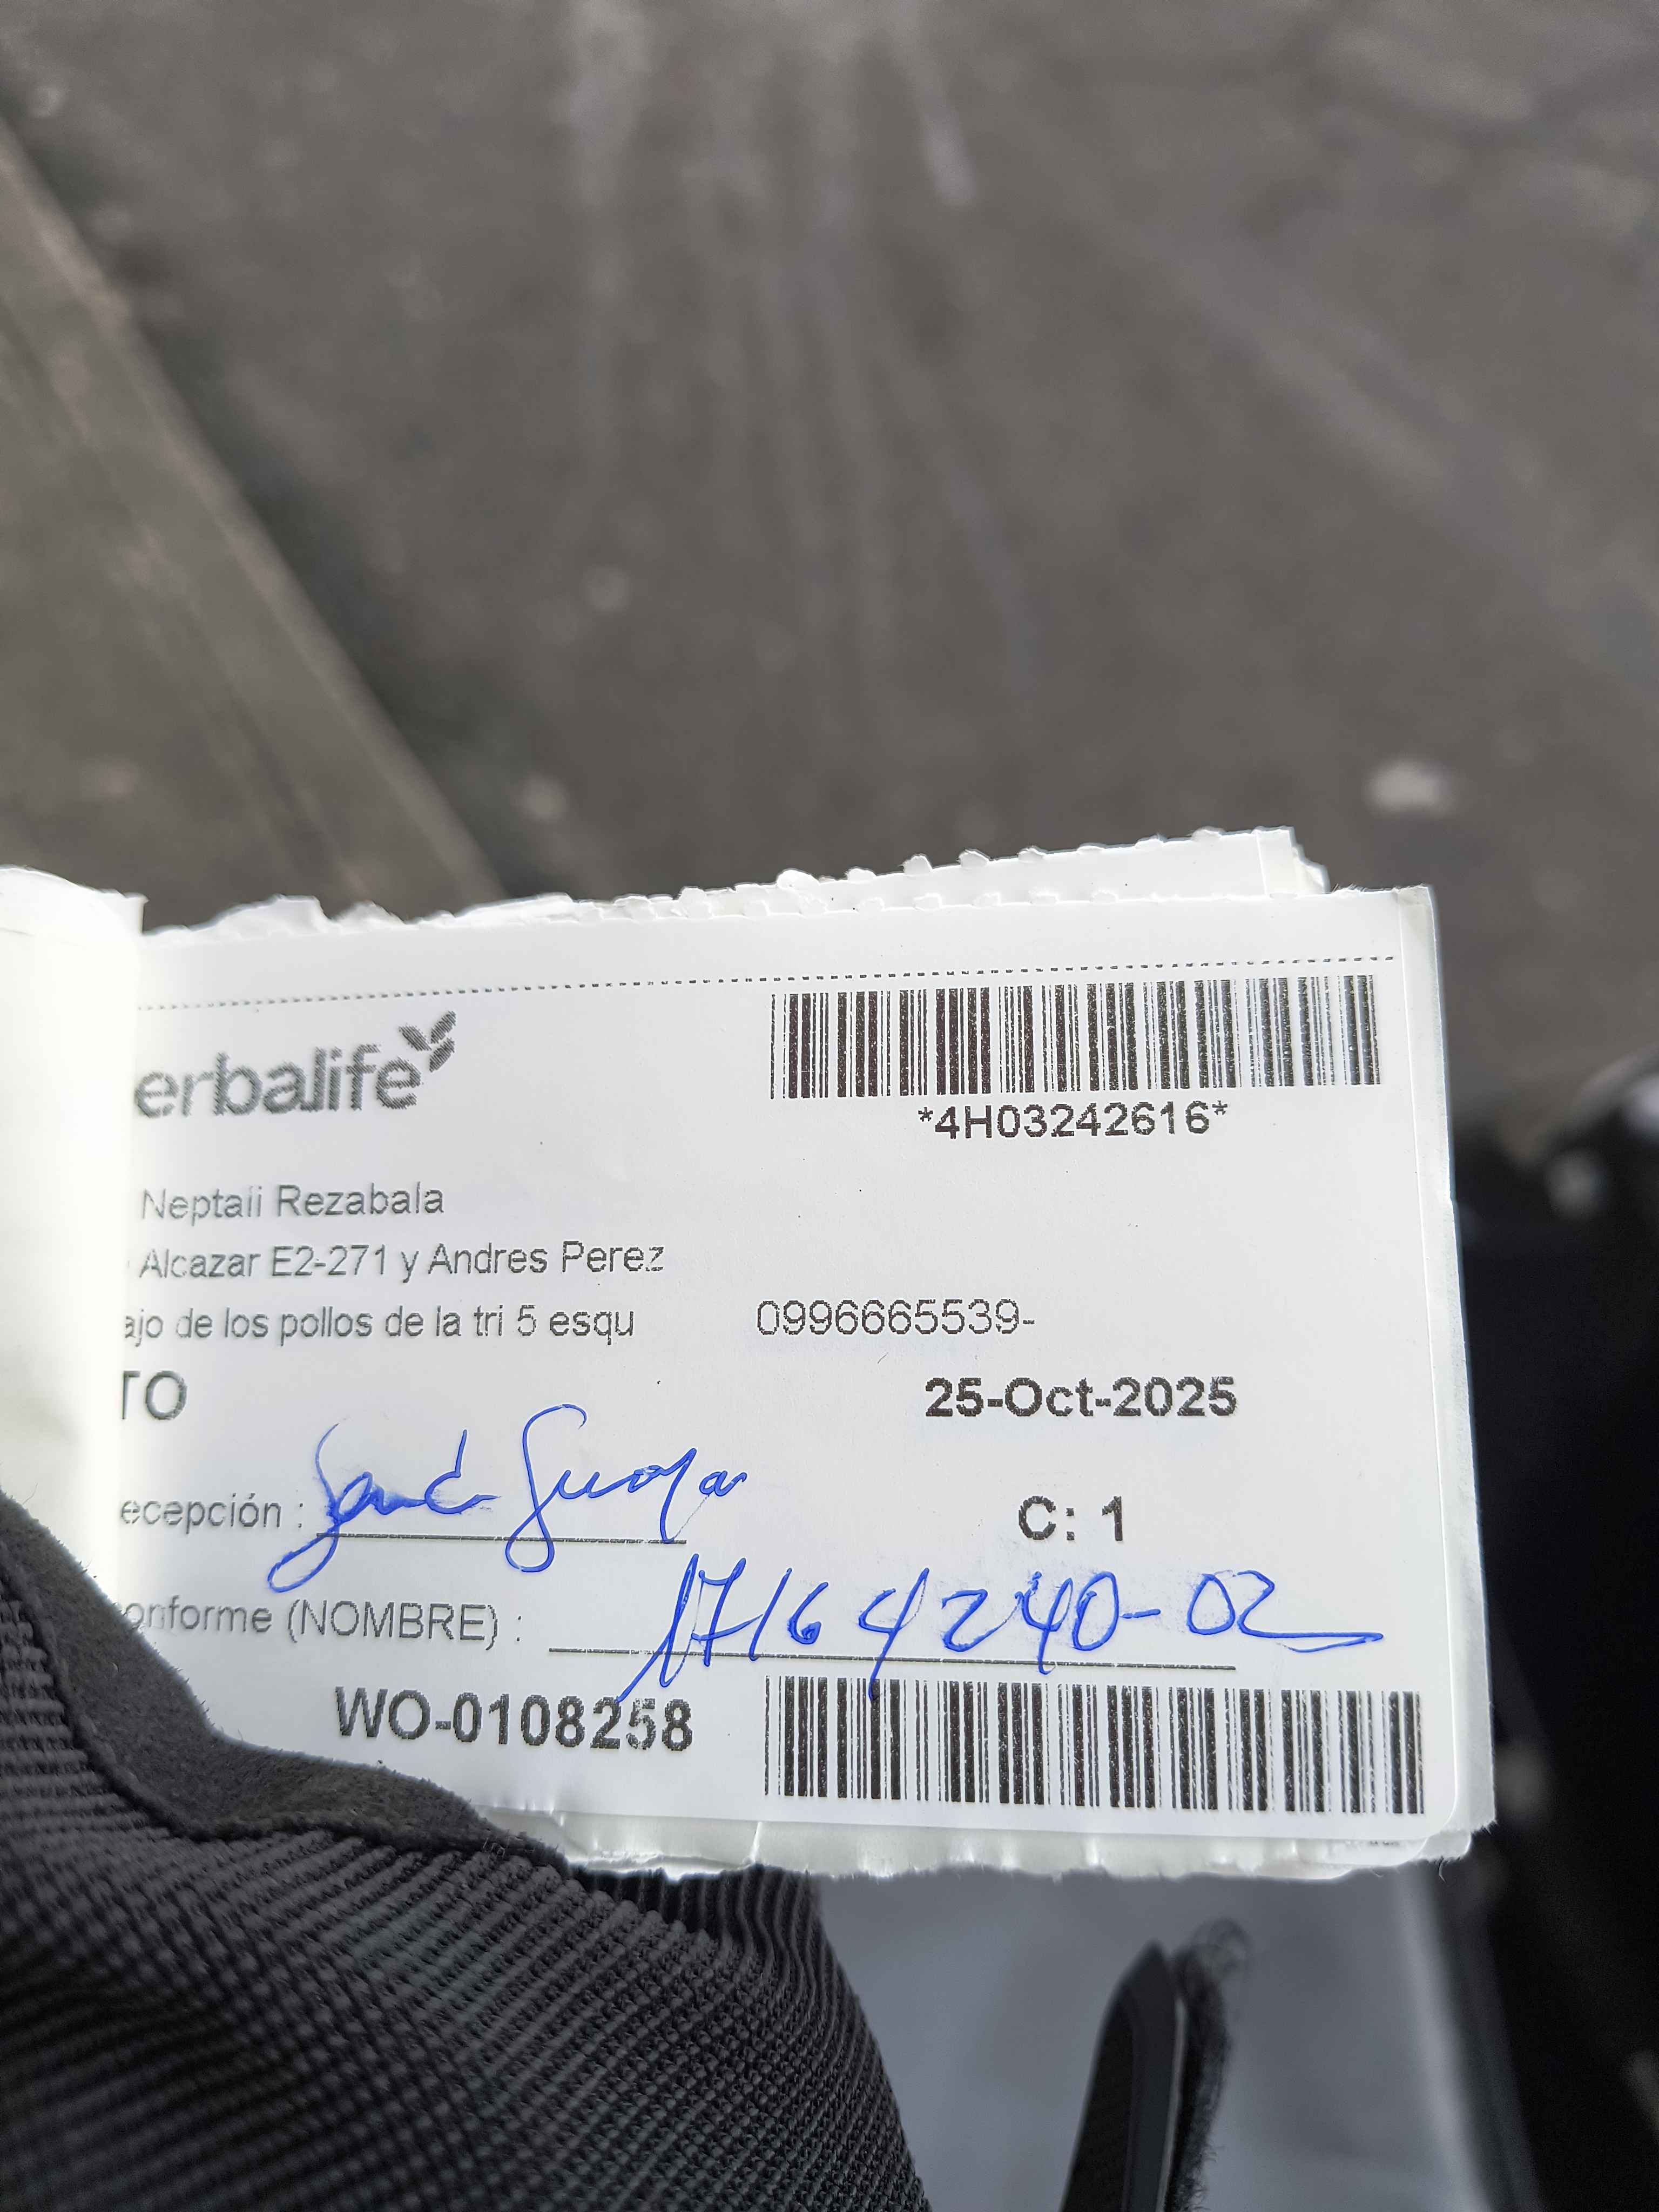 erbalife
*4H03242616*
Neptali Rezabala
Alcazar E2-271 y Andres Perez
ajo de los pollos de la tri 5 esqu 0996665539-
TO 25-Oct-2025
ecepción :
C: 1
onforme (NOMBRE) : 17164240-02
WO-0108258